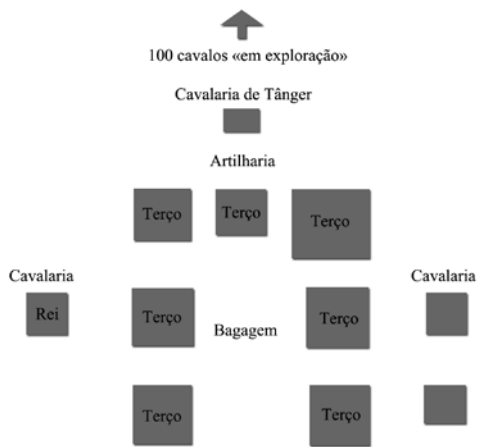 100 cavalos «em exploração»
Cavalaria de Tânger
Artilharia
Terço
Terço
Terço
Cavalaria
Cavalaria
Rei
Terço
Bagagem
Terço
Terço
Terço